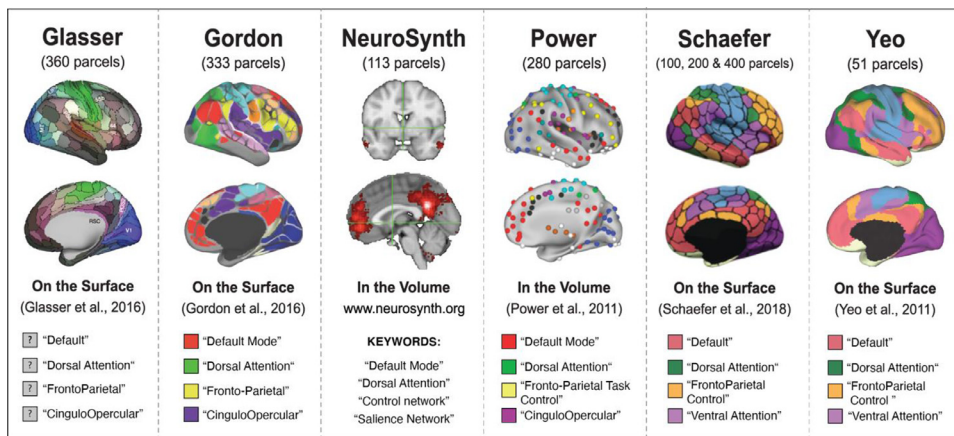 Glasser
(360 parcels)
RSC
V1
On the Surface
(Glasser et al., 2016)
? "Default"
? "Dorsal Attention"
? "FrontoParietal"
? "CinguloOpercular"
Gordon
(333 parcels)
On the Surface
(Gordon et al., 2016)
"Default Mode"
"Dorsal Attention"
"Fronto-Parietal"
"CinguloOpercular"
NeuroSynth
(113 parcels)
In the Volume
www.neurosynth.org
KEYWORDS:
"Default Mode"
"Dorsal Attention"
"Control network"
"Salience Network"
Power
(280 parcels)
In the Volume
(Power et al., 2011)
"Default Mode"
"Dorsal Attention"
"Fronto-Parietal Task
Control"
"CinguloOpercular"
Schaefer
(100, 200 & 400 parcels)
On the Surface
(Schaefer et al., 2018)
"Default"
"Dorsal Attention"
"FrontoParietal
Control"
"Ventral Attention"
Yeo
(51 parcels)
On the Surface
(Yeo et al., 2011)
"Default"
"Dorsal Attention"
"FrontoParietal
Control "
"Ventral Attention"